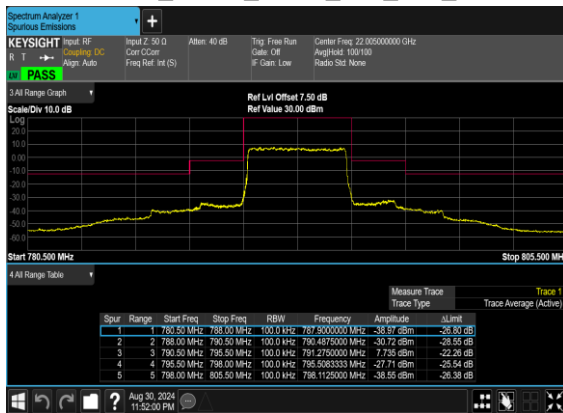 Spectrum Analyzer 1
Spurious Emissions
KEYSIGHT Input: RF Input Z: 50 Ω Atten: 40 dB Trig: Free Run Center Freq: 22.005000000 GHz
R T Coupling: DC Corr CCorr Gate: Off Avg|Hold: 100/100
Align: Auto Freq Ref: Int (S) IF Gain: Low Radio Std: None
LW PASS
3 All Range Graph
Ref Lvl Offset 7.50 dB
Scale/Div 10.0 dB Ref Value 30.00 dBm
Log
20.0
10.0
0.00
-10.0
-20.0
-30.0
-40.0
-50.0
-60.0
Start 780.500 MHz Stop 805.500 MH
4 All Range Table
Measure Trace Trace 1
Trace Type Trace Average (Active)
Spur Range Start Freq Stop Freq RBW Frequency Amplitude ΔLimit
1 1 780.50 MHz 788.00 MHz 100.0 kHz 787.9000000 MHz -38.97 dBm -26.80 dB
2 2 788.00 MHz 790.50 MHz 100.0 kHz 790.4875000 MHz -30.72 dBm -28.55 dB
3 3 790.50 MHz 795.50 MHz 100.0 kHz 791.2750000 MHz 7.735 dBm -22.26 dB
4 4 795.50 MHz 798.00 MHz 100.0 kHz 795.5083333 MHz -27.71 dBm -25.54 dB
5 5 798.00 MHz 805.50 MHz 100.0 kHz 798.1125000 MHz -38.55 dBm -26.38 dB
Aug 30, 2024
11:52:00 PM